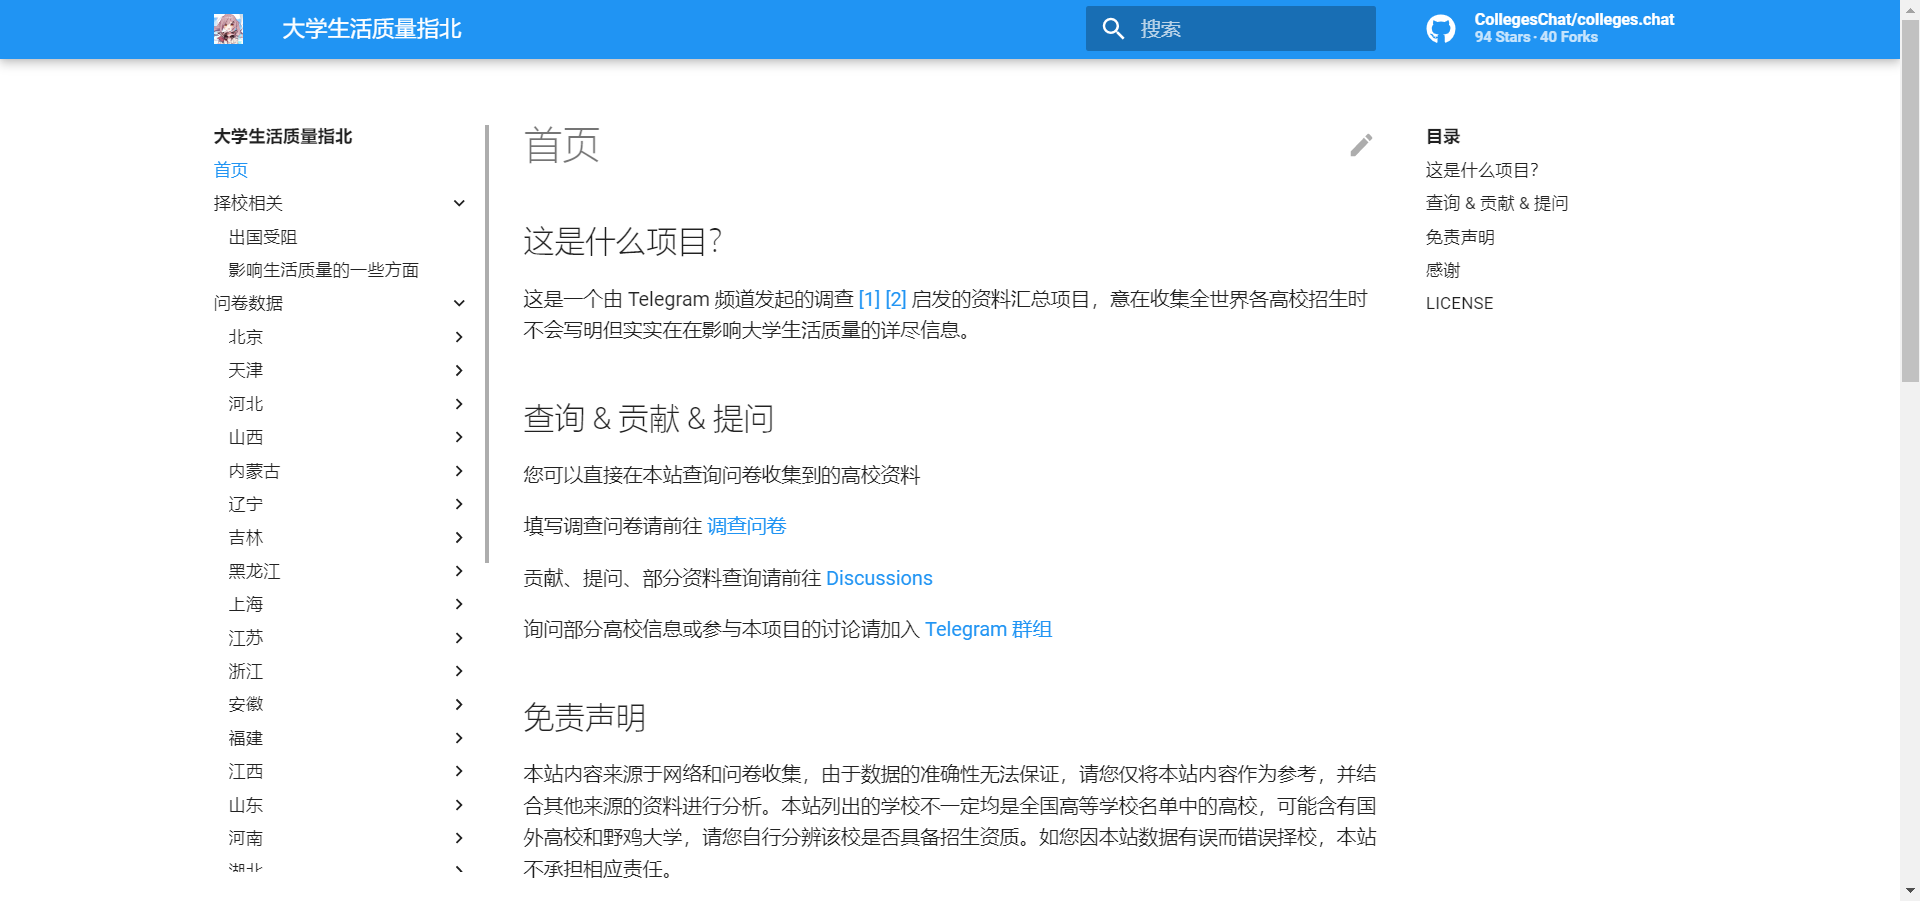 大学生活质量指北
搜索
CollegesChat/colleges.chat
94 Stars · 40 Forks
大学生活质量指北
首页
择校相关
出国受阻
影响生活质量的一些方面
问卷数据
北京
天津
河北
山西
内蒙古
辽宁
吉林
黑龙江
上海
江苏
浙江
安徽
福建
江西
山东
河南
湖北
首页
这是什么项目?
这是一个由 Telegram 频道发起的调查 [1] [2] 启发的资料汇总项目，意在收集全世界各高校招生时
不会写明但实实在在影响大学生活质量的详尽信息。
查询 & 贡献 & 提问
您可以直接在本站查询问卷收集到的高校资料
填写调查问卷请前往 调查问卷
贡献、提问、部分资料查询请前往 Discussions
询问部分高校信息或参与本项目的讨论请加入 Telegram 群组
免责声明
本站内容来源于网络和问卷收集，由于数据的准确性无法保证，请您仅将本站内容作为参考，并结
合其他来源的资料进行分析。本站列出的学校不一定均是全国高等学校名单中的高校，可能含有国
外高校和野鸡大学，请您自行分辨该校是否具备招生资质。如您因本站数据有误而错误择校，本站
不承担相应责任。
目录
这是什么项目?
查询 & 贡献 & 提问
免责声明
感谢
LICENSE